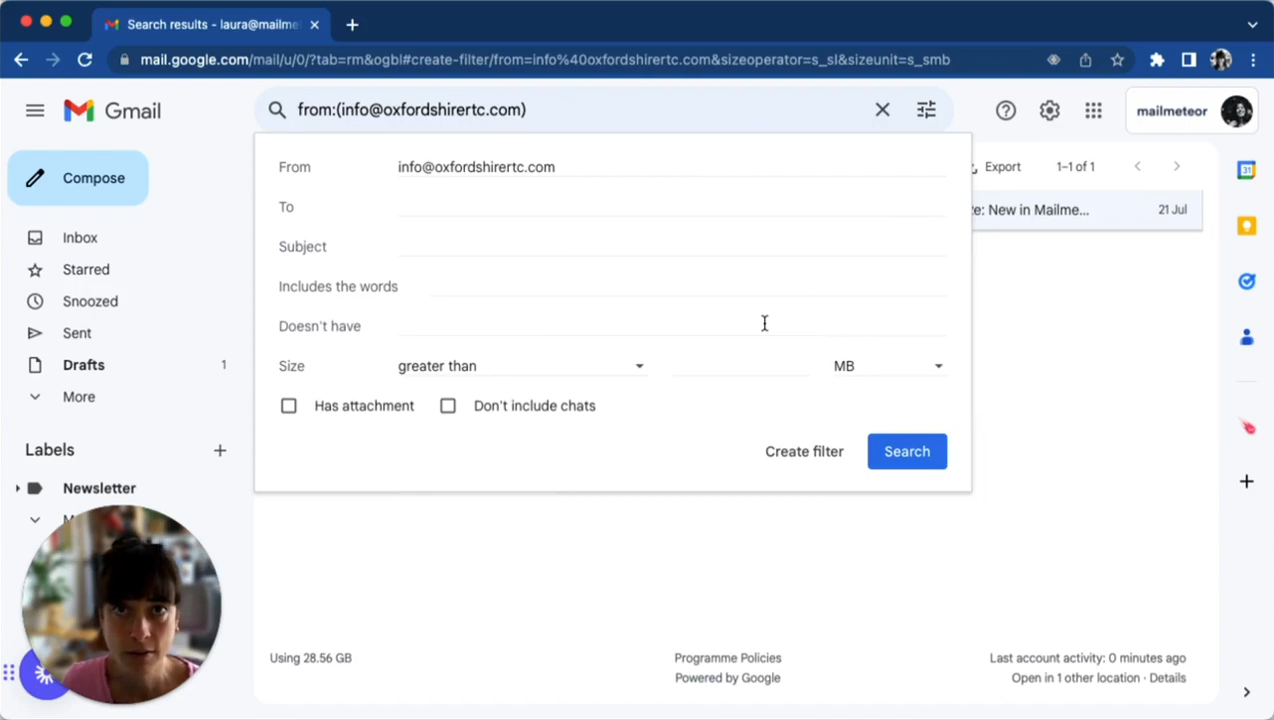 Search results - laura@mailme
mail.google.com/mail/u/0/?tab=rm&ogbl#create-filter/from=info%40oxfordshirertc.com&sizeoperator=s_sl&sizeunit=s_smb
Gmail
from:(info@oxfordshirertc.com)
mailmeteor
Compose
Inbox
Starred
Snoozed
Sent
Drarts 1
More
Labels
Newsletter
From info@oxfordshirertc.com
To
Subject
Includes the words
Doesn't have
Size greater than MB
Has attachment Don't include chats
Create filter Search
Export 1–1 of 1
e: New in Mailme... 21 Jul
31
Using 28.56 GB
Programme Policies
Powered by Google
Last account activity: 0 minutes ago
Open in 1 other location · Details